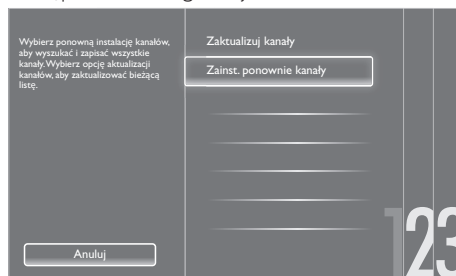 Wybierz ponowną instalację kanałów,
aby wyszukać i zapisać wszystkie
kanały. Wybierz opcję aktualizacji
kanałów, aby zaktualizować bieżącą
listę.
Zaktualizuj kanały
Zainst. ponownie kanały
Anuluj
123